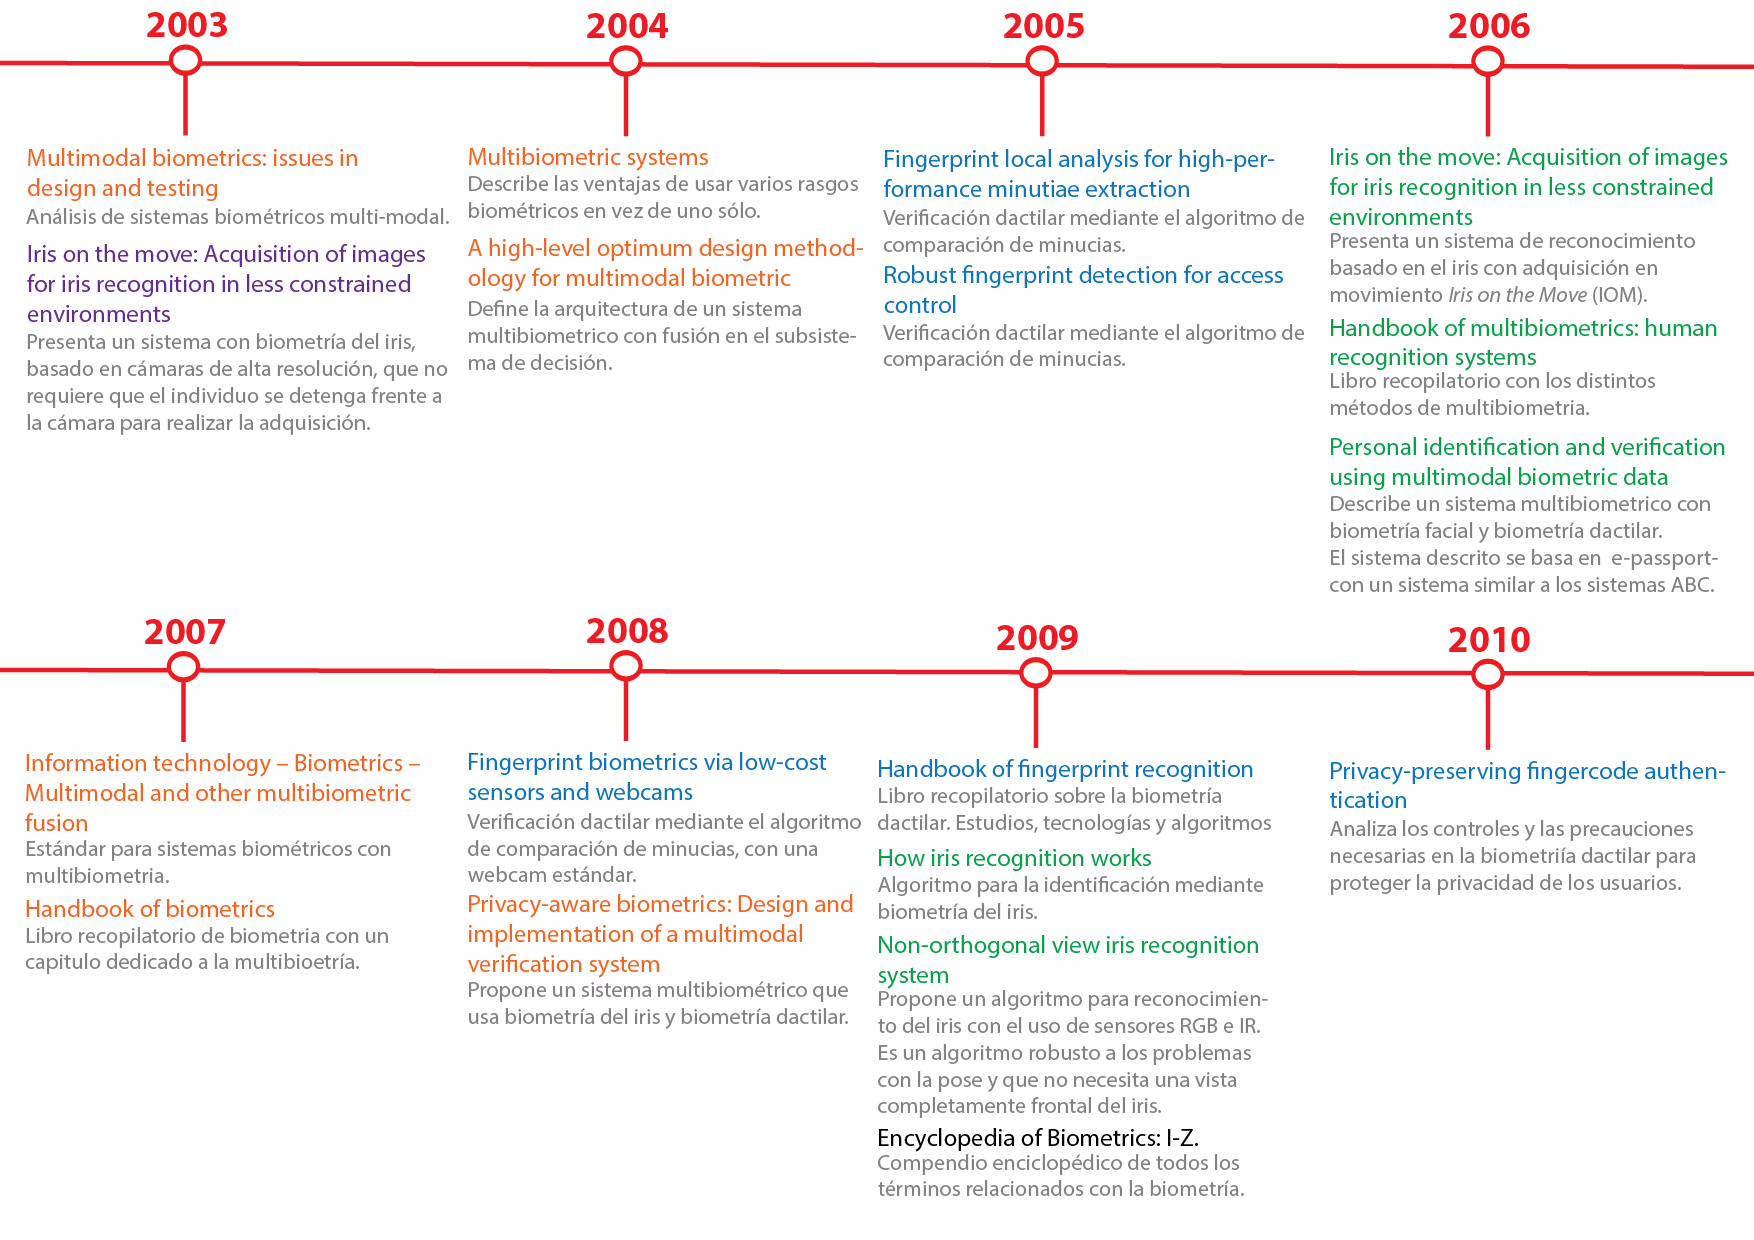 2003
Multimodal biometrics: issues in
design and testing
Análisis de sistemas biométricos multi-modal.
Iris on the move: Acquisition of images
for iris recognition in less constrained
environments
Presenta un sistema con biometría del iris,
basado en cámaras de alta resolución, que no
requiere que el individuo se detenga frente a
la cámara para realizar la adquisición.
2004
Multibiometric systems
Describe las ventajas de usar varios rasgos
biométricos en vez de uno sólo.
A high-level optimum design method-
ology for multimodal biometric
Define la arquitectura de un sistema
multibiometrico con fusión en el subsiste-
ma de decisión.
2005
Fingerprint local analysis for high-per-
formance minutiae extraction
Verificación dactilar mediante el algoritmo de
comparación de minucias.
Robust fingerprint detection for access
control
Verificación dactilar mediante el algoritmo de
comparación de minucias.
2006
Iris on the move: Acquisition of images
for iris recognition in less constrained
environments
Presenta un sistema de reconocimiento
basado en el iris con adquisición en
movimiento Iris on the Move (IOM).
Handbook of multibiometrics: human
recognition systems
Libro recopilatorio con los distintos
métodos de multibiometria.
Personal identification and verification
using multimodal biometric data
Describe un sistema multibiometrico con
biometría facial y biometría dactilar.
El sistema descrito se basa en e-passport-
con un sistema similar a los sistemas ABC.
2007
Information technology – Biometrics –
Multimodal and other multibiometric
fusion
Estándar para sistemas biométricos con
multibiometria.
Handbook of biometrics
Libro recopilatorio de biometria con un
capitulo dedicado a la multibioetría.
2008
Fingerprint biometrics via low-cost
sensors and webcams
Verificación dactilar mediante el algoritmo
de comparación de minucias, con una
webcam estándar.
Privacy-aware biometrics: Design and
implementation of a multimodal
verification system
Propone un sistema multibiométrico que
usa biometría del iris y biometría dactilar.
2009
Handbook of fingerprint recognition
Libro recopilatorio sobre la biometría
dactilar. Estudios, tecnologías y algoritmos
How iris recognition works
Algoritmo para la identificación mediante
biometría del iris.
Non-orthogonal view iris recognition
system
Propone un algoritmo para reconocimien-
to del iris con el uso de sensores RGB e IR.
Es un algoritmo robusto a los problemas
con la pose y que no necesita una vista
completamente frontal del iris.
Encyclopedia of Biometrics: I-Z.
Compendio enciclopédico de todos los
términos relacionados con la biometría.
2010
Privacy-preserving fingercode authen-
tication
Analiza los controles y las precauciones
necesarias en la biometriía dactilar para
proteger la privacidad de los usuarios.